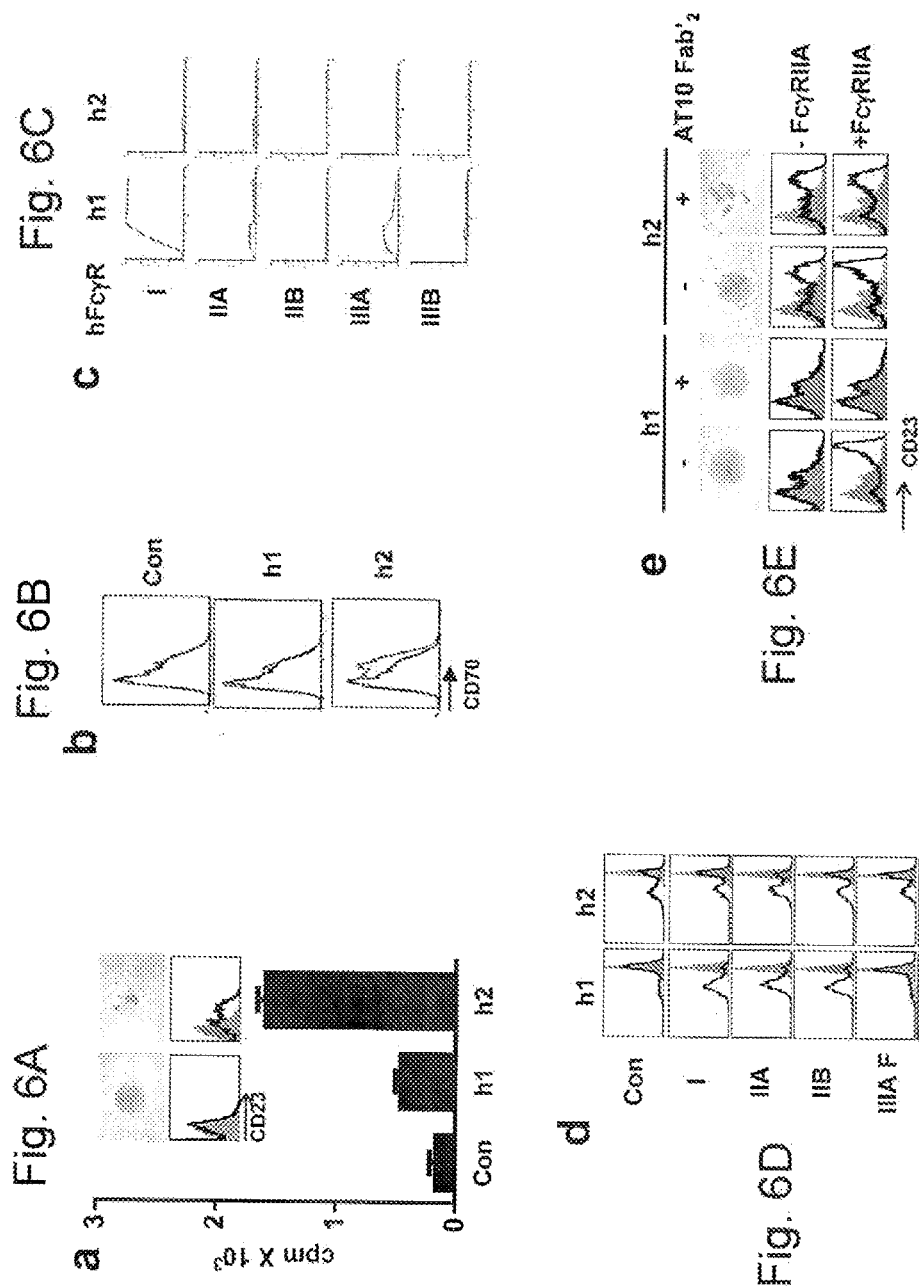 Fig. 6A
a
cpm X 10³
3
2
1
0
CD23
Con
h1
h2
Fig. 6B
b
Con
h1
h2
CD70
Fig. 6C
c
hFcγR
h1
h2
I
IIA
IIB
IIIA
IIIB
Fig. 6D
d
h1
h2
Con
I
IIA
IIB
IIIA F
Fig. 6E
e
h1
h2
-
+
-
+
AT10 Fab'₂
- FcγRIIA
+FcγRIIA
CD23